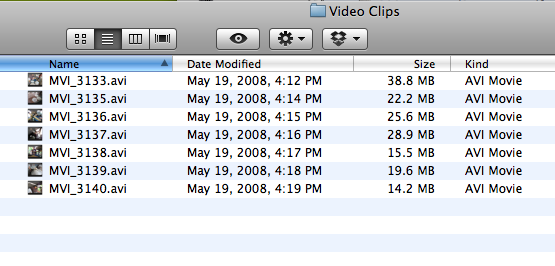 Video Clips
Name Date Modified Size Kind
MVI_3133.avi May 19, 2008, 4:12 PM 38.8 MB AVI Movie
MVI_3135.avi May 19, 2008, 4:14 PM 22.2 MB AVI Movie
MVI_3136.avi May 19, 2008, 4:15 PM 25.6 MB AVI Movie
MVI_3137.avi May 19, 2008, 4:16 PM 28.9 MB AVI Movie
MVI_3138.avi May 19, 2008, 4:17 PM 15.5 MB AVI Movie
MVI_3139.avi May 19, 2008, 4:18 PM 19.6 MB AVI Movie
MVI_3140.avi May 19, 2008, 4:19 PM 14.2 MB AVI Movie